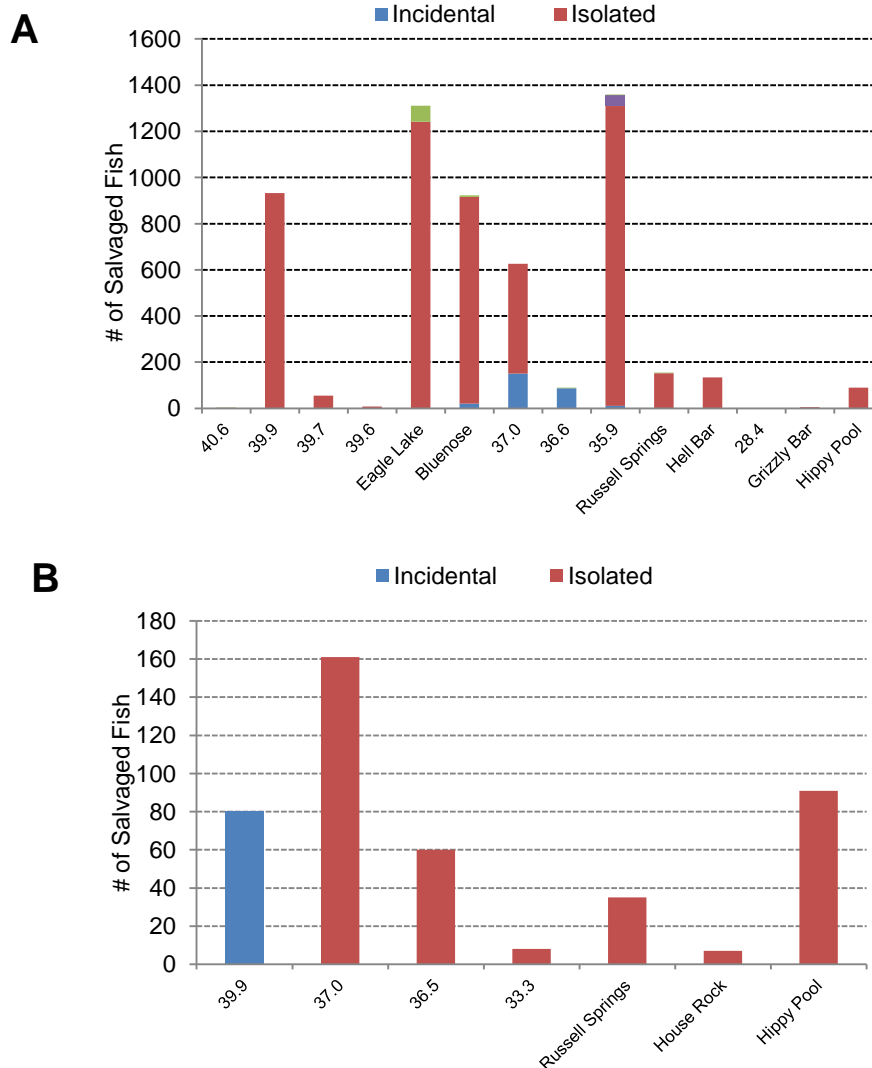 A
Incidental Isolated
# of Salvaged Fish
1600
1400
1200
1000
800
600
400
200
0
40.6 39.9 39.7 39.6 Eagle Lake Bluenose 37.0 36.6 35.9 Russell Springs Hell Bar 28.4 Grizzly Bar Hippy Pool
B
Incidental Isolated
# of Salvaged Fish
180
160
140
120
100
80
60
40
20
0
39.9 37.0 36.5 33.3 Russell Springs House Rock Hippy Pool